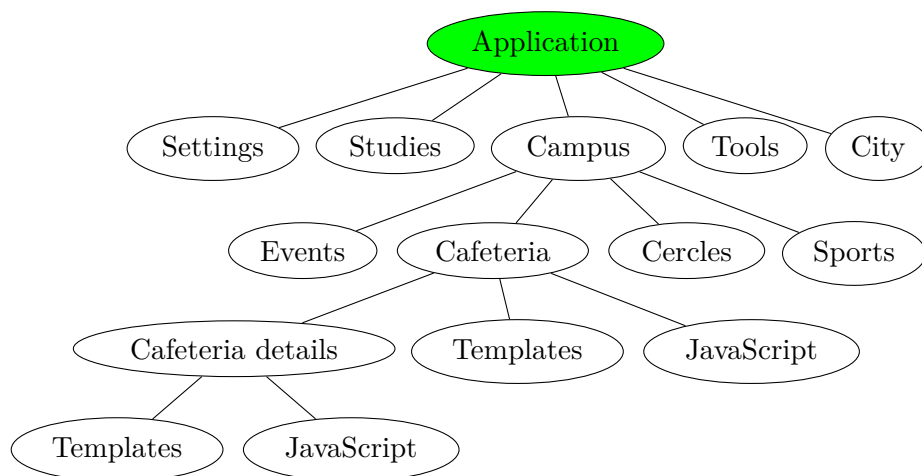 Application
Settings Studies Campus Tools City
Events Cafeteria Cercles Sports
Cafeteria details Templates JavaScript
Templates JavaScript